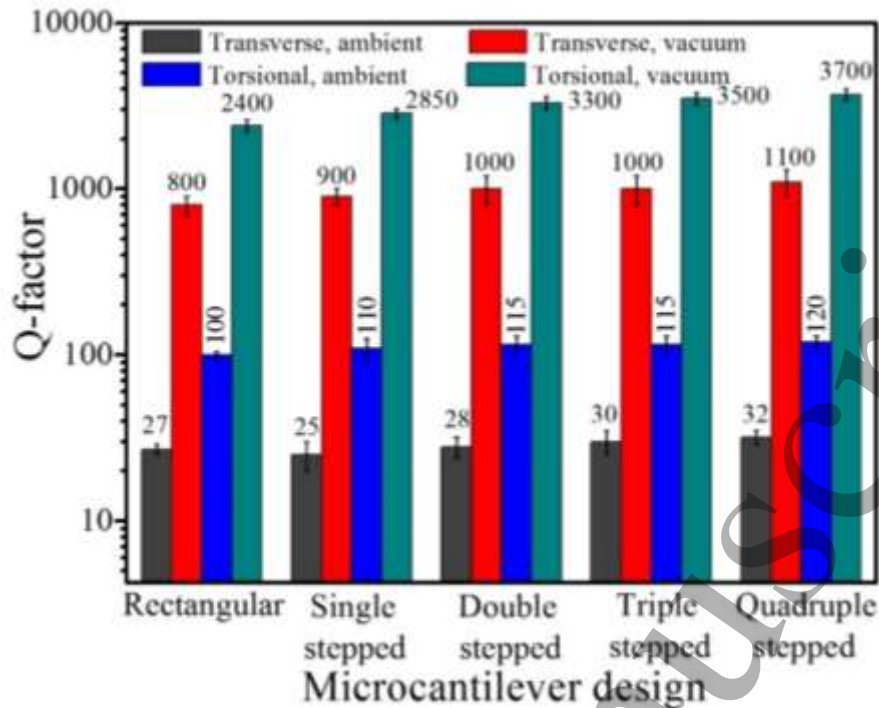 10000
Transverse, ambient
Transverse, vacuum
Torsional, ambient
Torsional, vacuum
2400
2850
3300
3500
3700
1000
800
900
1000
1000
1100
Q-factor
100
110
115
115
120
100
27
25
28
30
32
10
Rectangular
Single
stepped
Double
stepped
Triple
stepped
Quadruple
stepped
Microcantilever design
uscri